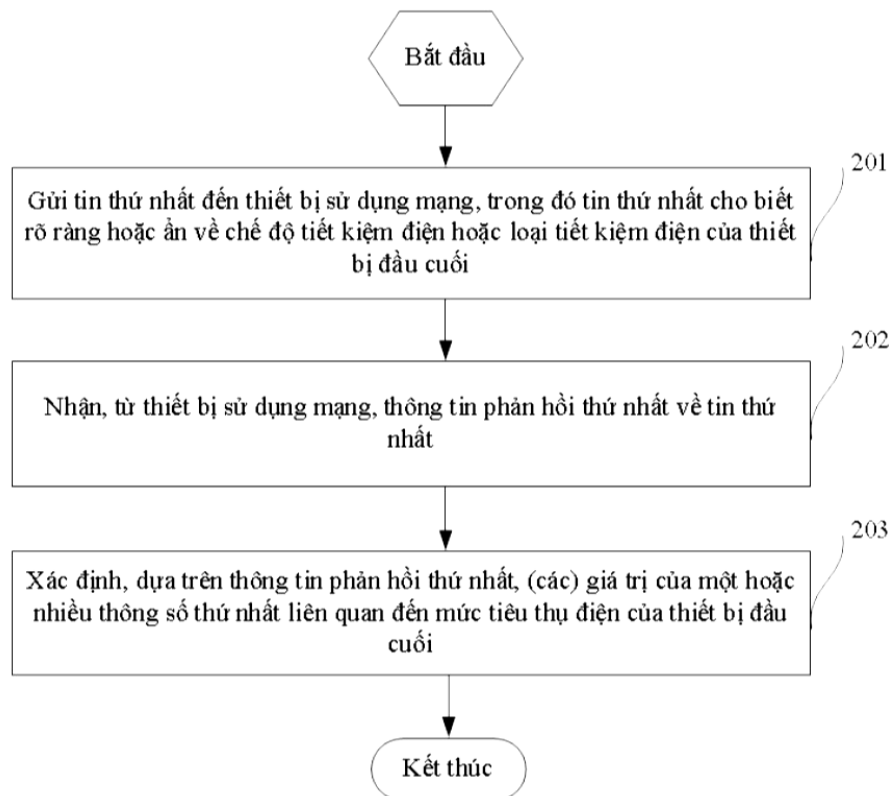 Bắt đầu
201
Gửi tin thứ nhất đến thiết bị sử dụng mạng, trong đó tin thứ nhất cho biết
rõ ràng hoặc ẩn về chế độ tiết kiệm điện hoặc loại tiết kiệm điện của thiết
bị đầu cuối
202
Nhận, từ thiết bị sử dụng mạng, thông tin phản hồi thứ nhất về tin thứ
nhất
203
Xác định, dựa trên thông tin phản hồi thứ nhất, (các) giá trị của một hoặc
nhiều thông số thứ nhất liên quan đến mức tiêu thụ điện của thiết bị đầu
cuối
Kết thúc